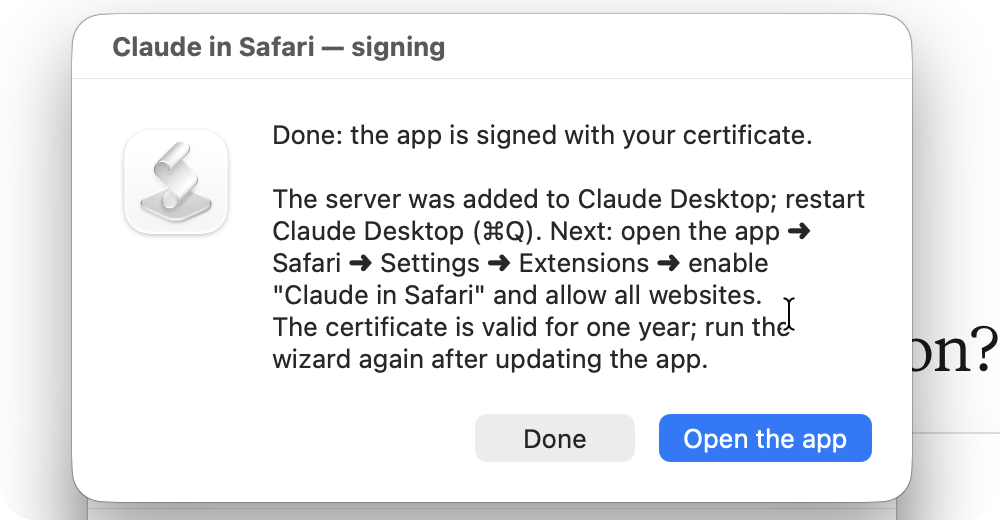 Claude in Safari — signing
Done: the app is signed with your certificate.
The server was added to Claude Desktop; restart
Claude Desktop (⌘Q). Next: open the app ➜
Safari ➜ Settings ➜ Extensions ➜ enable
"Claude in Safari" and allow all websites.
The certificate is valid for one year; run the
wizard again after updating the app.
on?
Done
Open the app